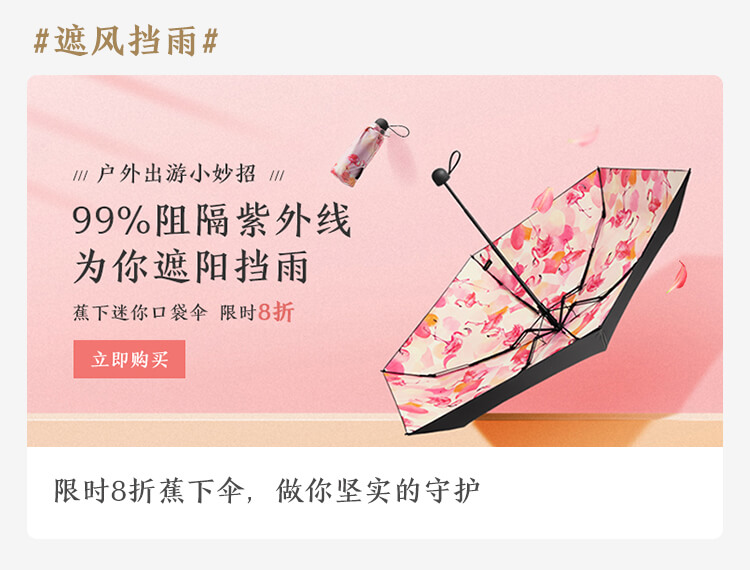 #遮风挡雨#
/// 户外出游小妙招 ///
99%阻隔紫外线
为你遮阳挡雨
蕉下迷你口袋伞 限时8折
立即购买
限时8折蕉下伞，做你坚实的守护